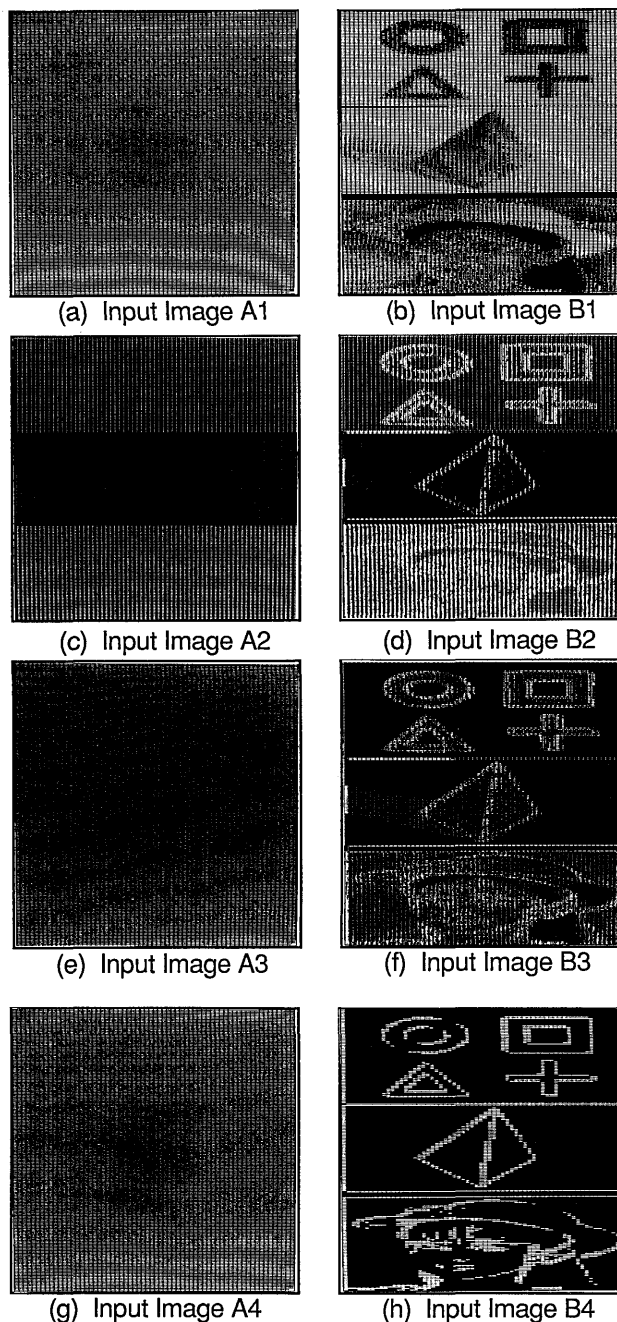 (a) Input Image A1
(b) Input Image B1
(c) Input Image A2
(d) Input Image B2
(e) Input Image A3
(f) Input Image B3
(g) Input Image A4
(h) Input Image B4